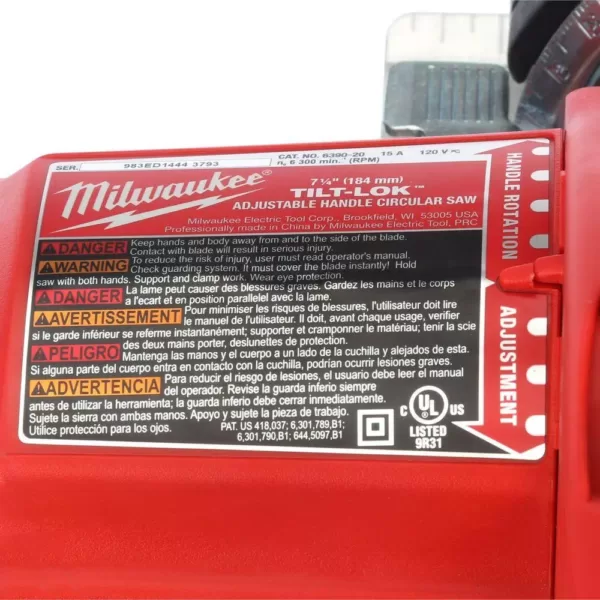 SER. 983ED1444 3793 CAT. NO. 6390-20 15 A 120 V
n₀ 6 300 min.⁻ (RPM)
Milwaukee
7¼" (184 mm)
TILT-LOK™
ADJUSTABLE HANDLE CIRCULAR SAW
Milwaukee Electric Tool Corp., Brookfield, WI 53005 USA
Professionally made in China by Milwaukee Electric Tool, PRC
DANGER Keep hands and body away from and to the side of the blade.
Contact with blade will result in serious injury.
WARNING To reduce the risk of injury, user must read operator's manual.
Check guarding system. It must cover the blade instantly! Hold
saw with both hands. Support and clamp work. Wear eye protection.
DANGER La lame peut causer des blessures graves. Gardez les mains et le corps
a l'ecart et en position parallel avec la lame.
AVERTISSEMENT Pour minimiser les risques de blessures, l'utilisateur doit lire
le manuel de l'utilisateur. Il doit, avant chaque usage, verifier
si le garde inférieur se referme instantanément; supporter et cramponner le matériau; tenir la scie
des deux mains porter, deslunettes de protection.
PELIGRO Mantenga las manos y el cuerpo a un lado de la cuchilla y alejados de esta.
Si alguna parte del cuerpo entra en contacto con la cuchilla, podrían ocurrir lesiones graves.
ADVERTENCIA Para reducir el riesgo de lesiones, el usuario debe leer el manual
del operador. Revise la guarda inferio siempre
antes de utilizar la herramienta; la guarda inferio debe cerrar inmediatamente.
Sujete la sierra con ambas manos. Apoyo y sujete la pieza de trabajo.
Utilice protección para los ojos.
PAT. US 418,037; 6,301,789,B1;
6,301,790,B1; 644,5097,B1
C UL US
LISTED
9R31
HANDLE ROTATION
ADJUSTMENT